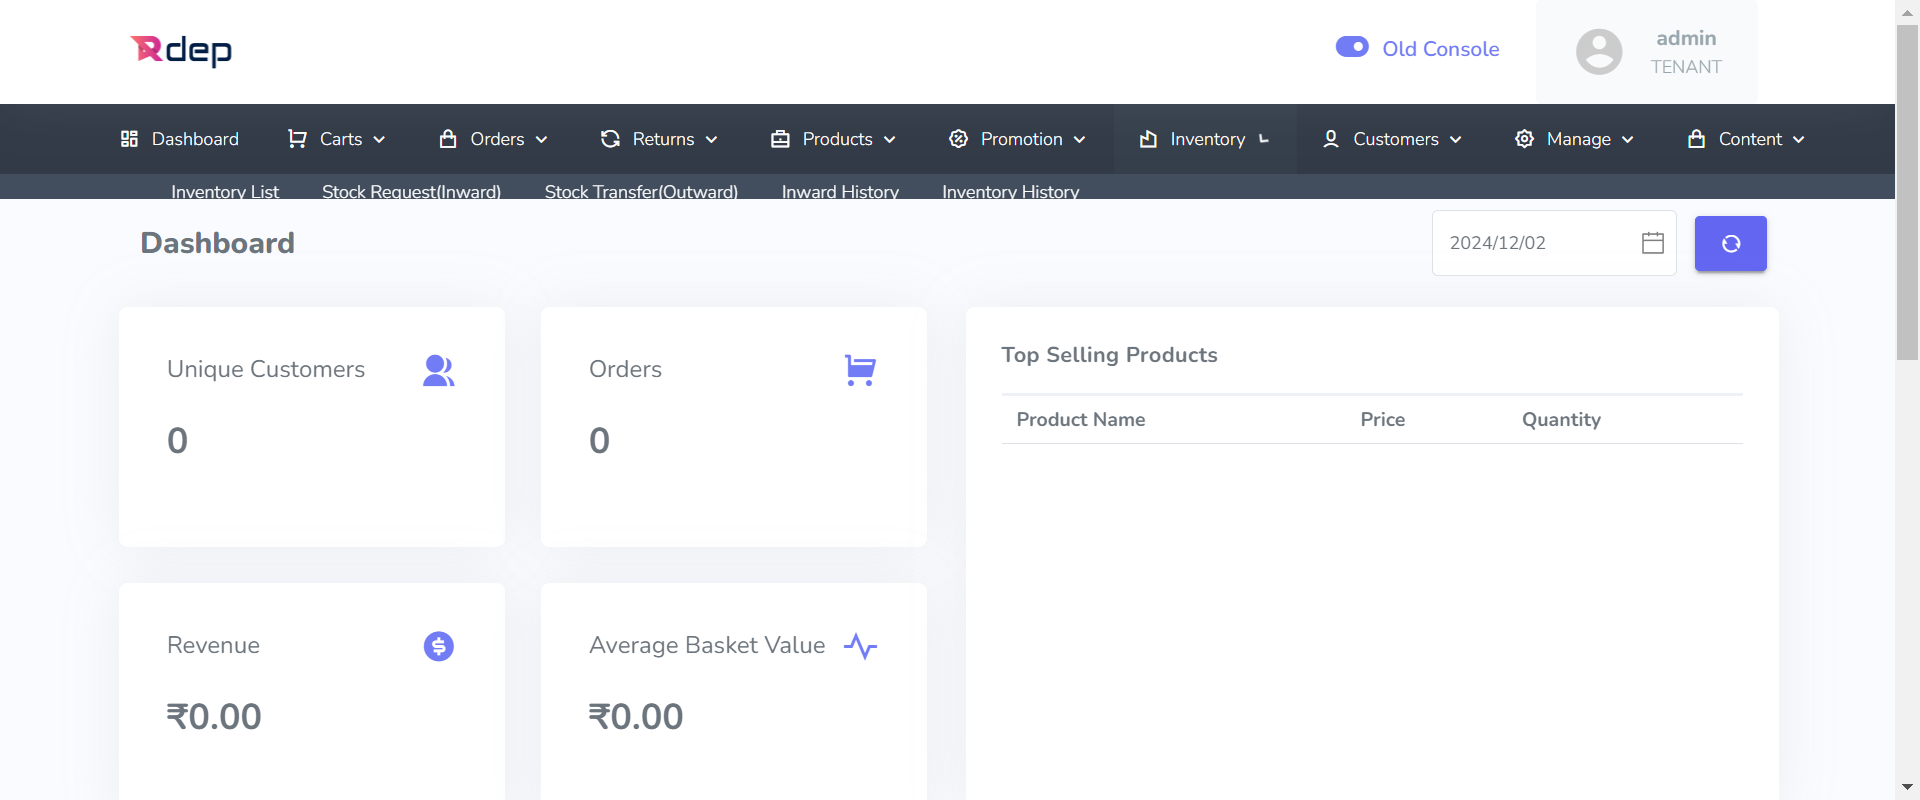 Rdep
Old Console
admin
TENANT
Dashboard
Carts
Orders
Returns
Products
Promotion
Inventory
Customers
Manage
Content
Inventory List
Stock Request(Inward)
Stock Transfer(Outward)
Inward History
Inventory History
Dashboard
2024/12/02
Unique Customers
0
Orders
0
Top Selling Products
Product Name
Price
Quantity
Revenue
₹0.00
Average Basket Value
₹0.00